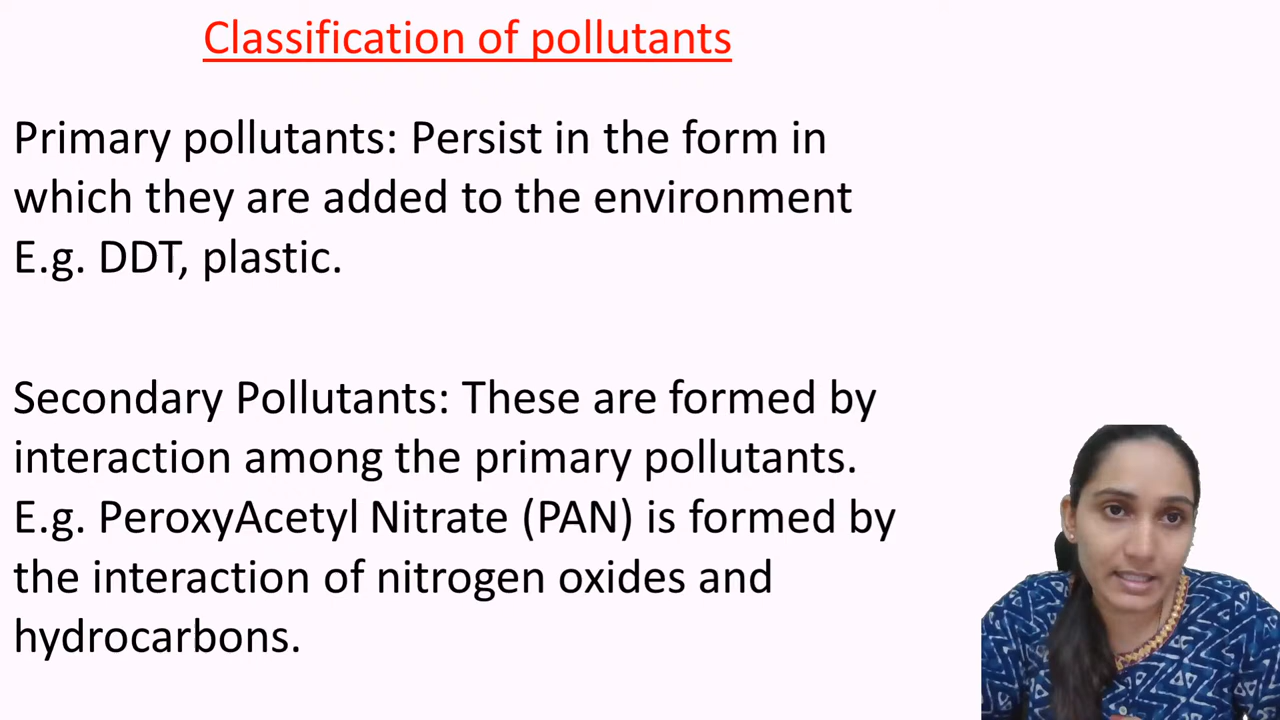 Classification of pollutants
Primary pollutants: Persist in the form in
which they are added to the environment
E.g. DDT, plastic.
Secondary Pollutants: These are formed by
interaction among the primary pollutants.
E.g. PeroxyAcetyl Nitrate (PAN) is formed by
the interaction of nitrogen oxides and
hydrocarbons.